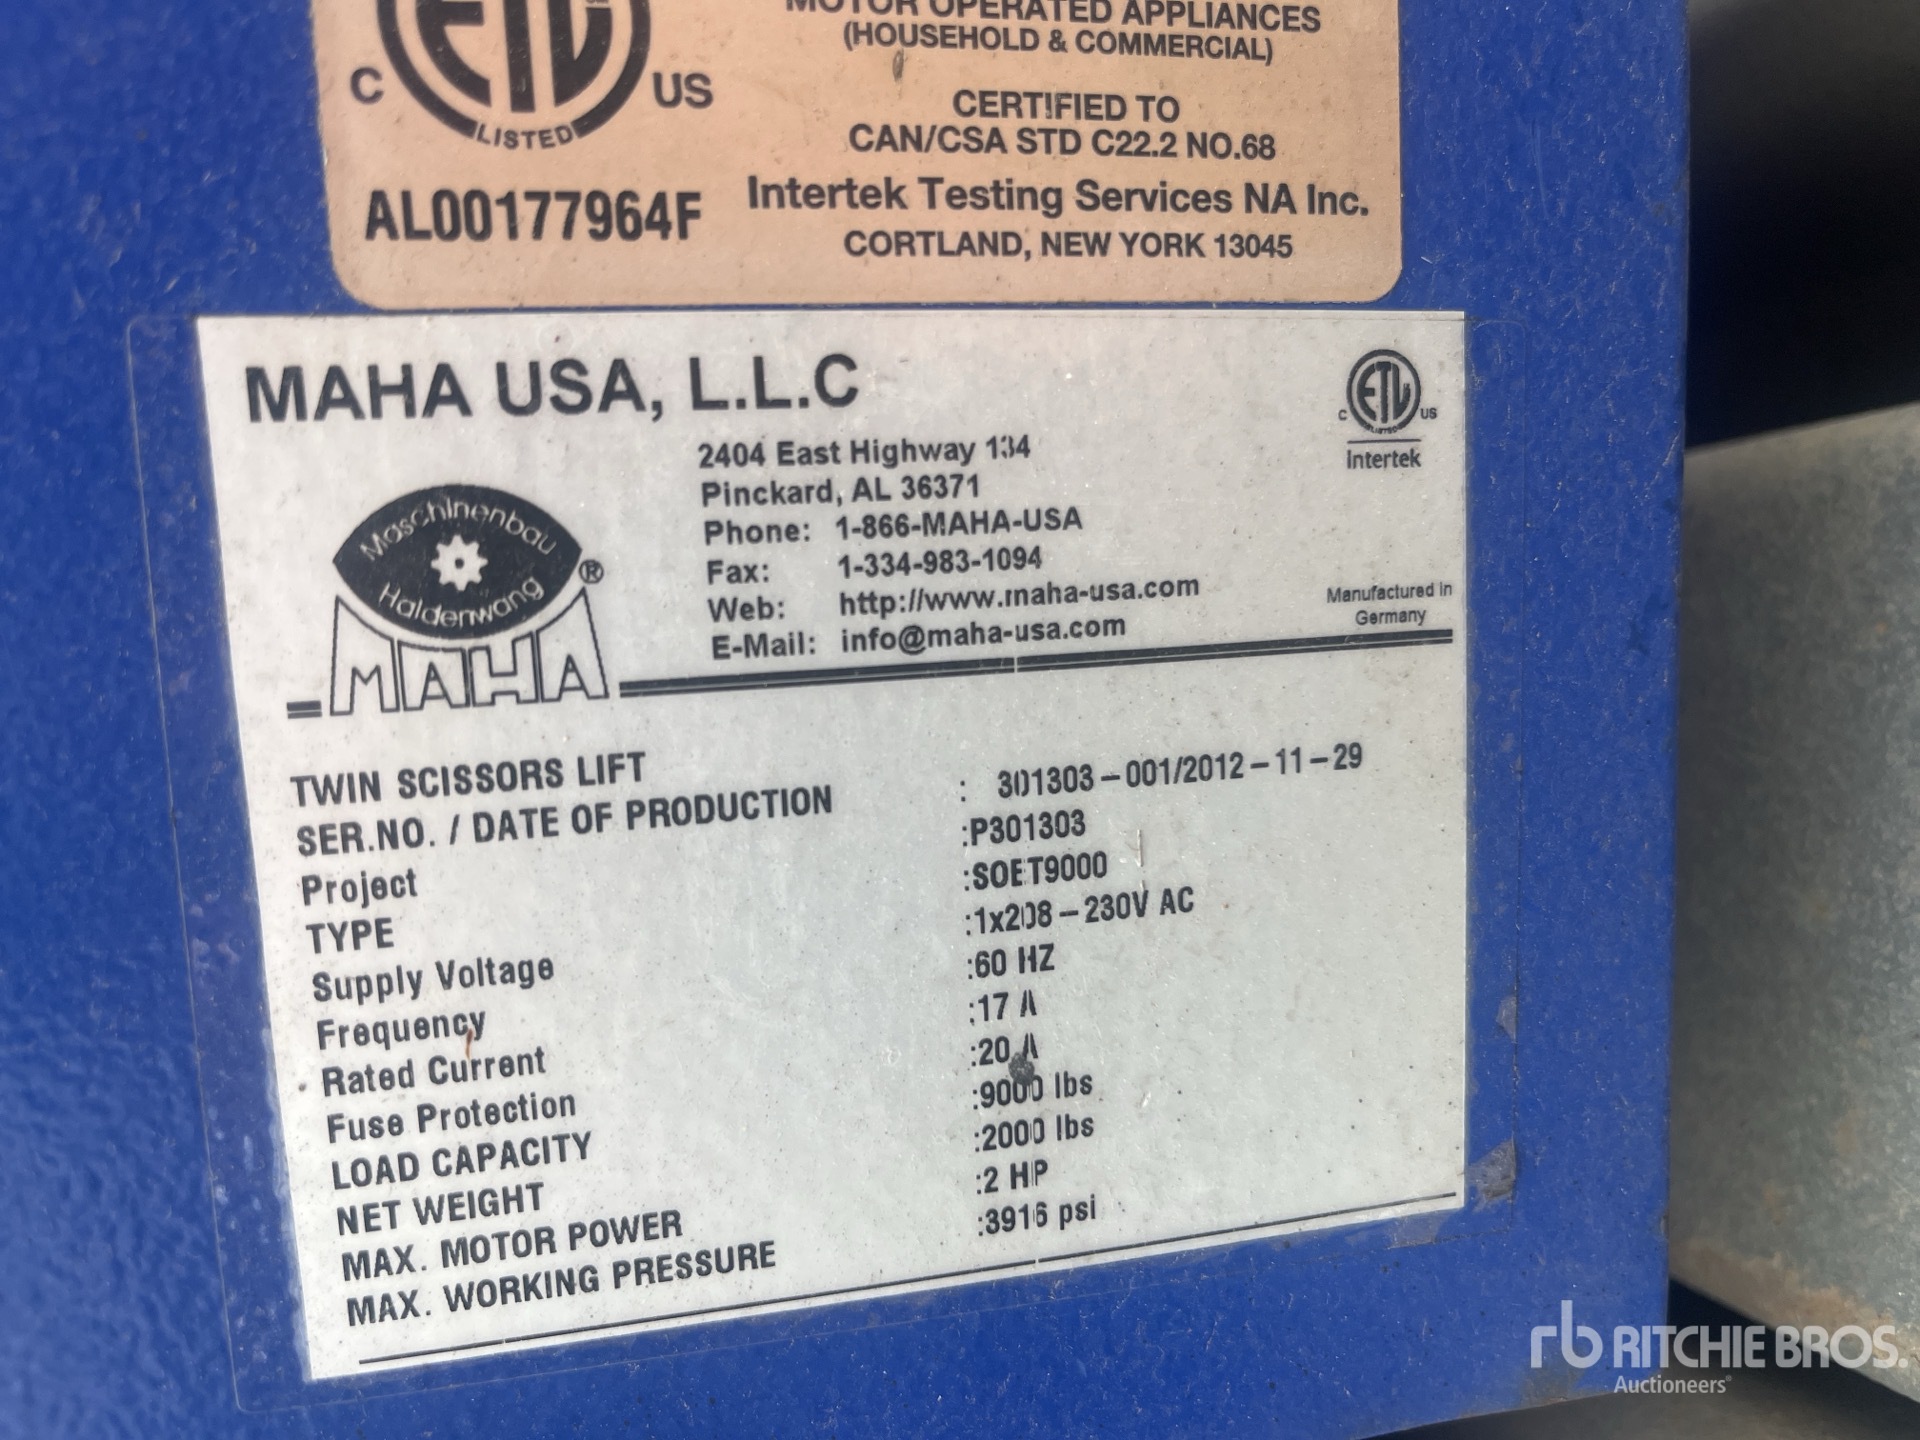 ETL
C US
LISTED
AL00177964F
MOTOR OPERATED APPLIANCES
(HOUSEHOLD & COMMERCIAL)
CERTIFIED TO
CAN/CSA STD C22.2 NO.68
Intertek Testing Services NA Inc.
CORTLAND, NEW YORK 13045
MAHA USA, L.L.C
2404 East Highway 134
Pinckard, AL 36371
Phone: 1-866-MAHA-USA
Fax: 1-334-983-1094
Web: http://www.maha-usa.com
E-Mail: info@maha-usa.com
Maschinenbau
Haldenwang
®
MAHA
ETL
C US
LISTED
Intertek
Manufactured in
Germany
TWIN SCISSORS LIFT
SER.NO. / DATE OF PRODUCTION : 301303-001/2012-11-29
Project :P301303
TYPE :SOET9000
Supply Voltage :1x208-230V AC
Frequency :60 HZ
Rated Current :17 A
Fuse Protection :20 A
LOAD CAPACITY :9000 lbs
NET WEIGHT :2000 lbs
MAX. MOTOR POWER :2 HP
MAX. WORKING PRESSURE :3916 psi
rb RITCHIE BROS.
Auctioneers